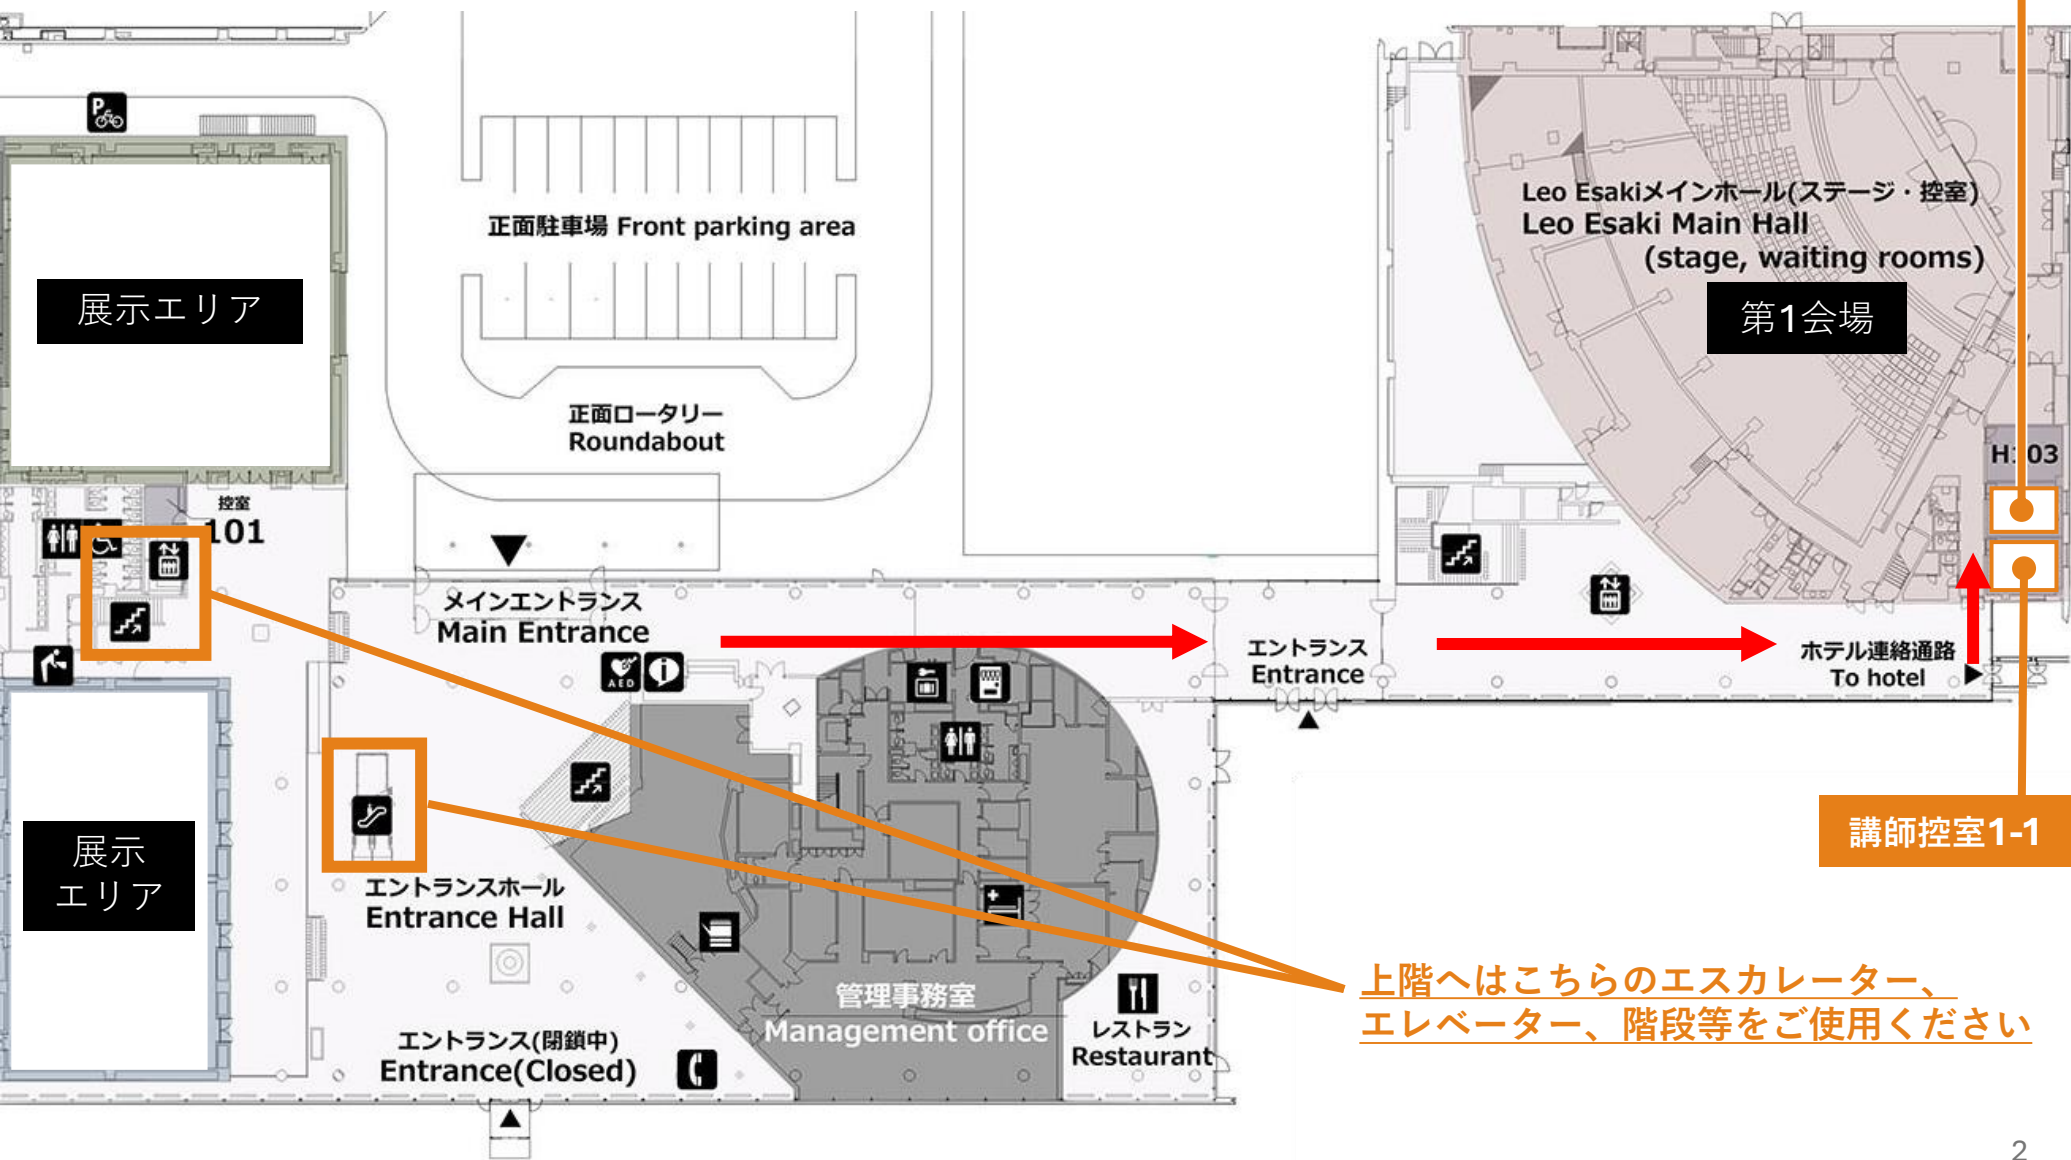 P
正面駐車場 Front parking area
Leo Esakiメインホール(ステージ・控室)
Leo Esaki Main Hall
(stage, waiting rooms)
展示エリア
第1会場
正面ロータリー
Roundabout
控室
101
メインエントランス
Main Entrance
AED
エントランス
Entrance
ホテル連絡通路
To hotel
講師控室1-1
展示
エリア
エントランスホール
Entrance Hall
管理事務室
Management office
レストラン
Restaurant
エントランス(閉鎖中)
Entrance(Closed)
上階へはこちらのエスカレーター、
エレベーター、階段等をご使用ください
2